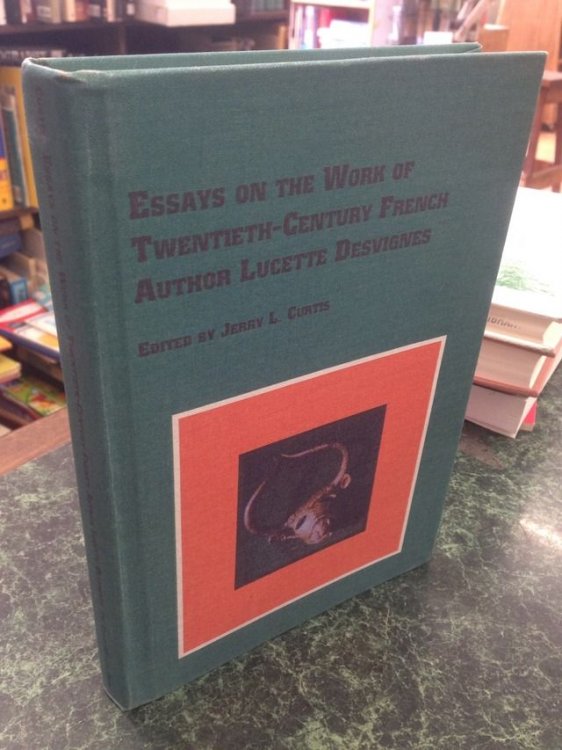 Essays on the Work of
Twentieth-Century French
Author Lucette Desvignes
Edited by Jerry L. Curtis